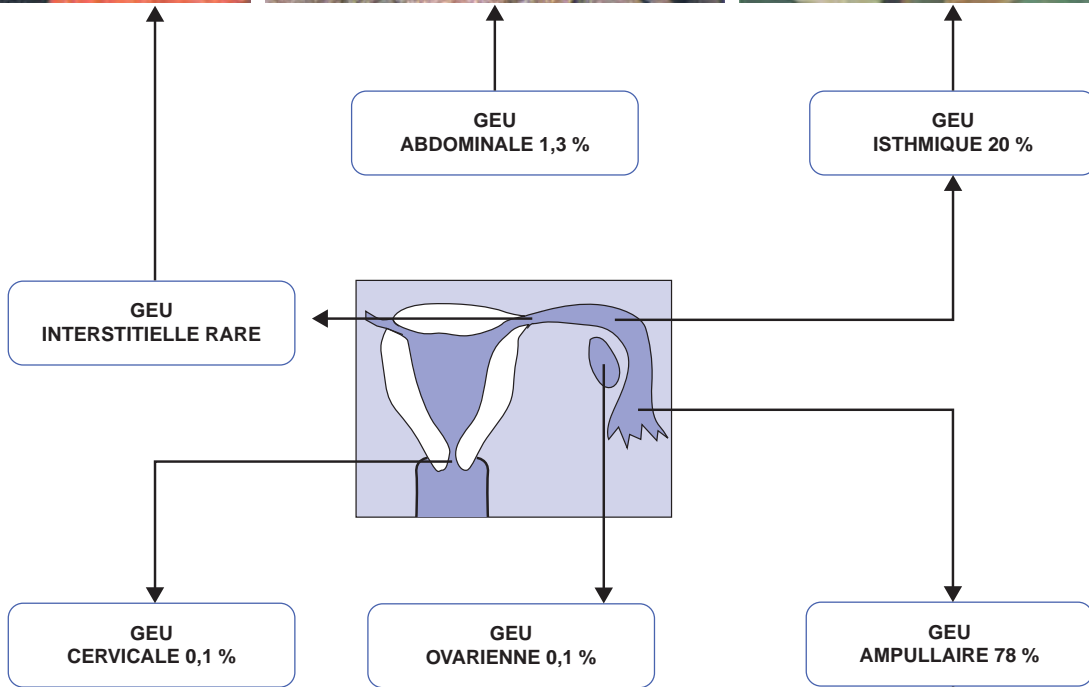 GEU
ABDOMINALE 1,3 %
GEU
ISTHMIQUE 20 %
GEU
INTERSTITIELLE RARE
GEU
CERVICALE 0,1 %
GEU
OVARIENNE 0,1 %
GEU
AMPULLAIRE 78 %